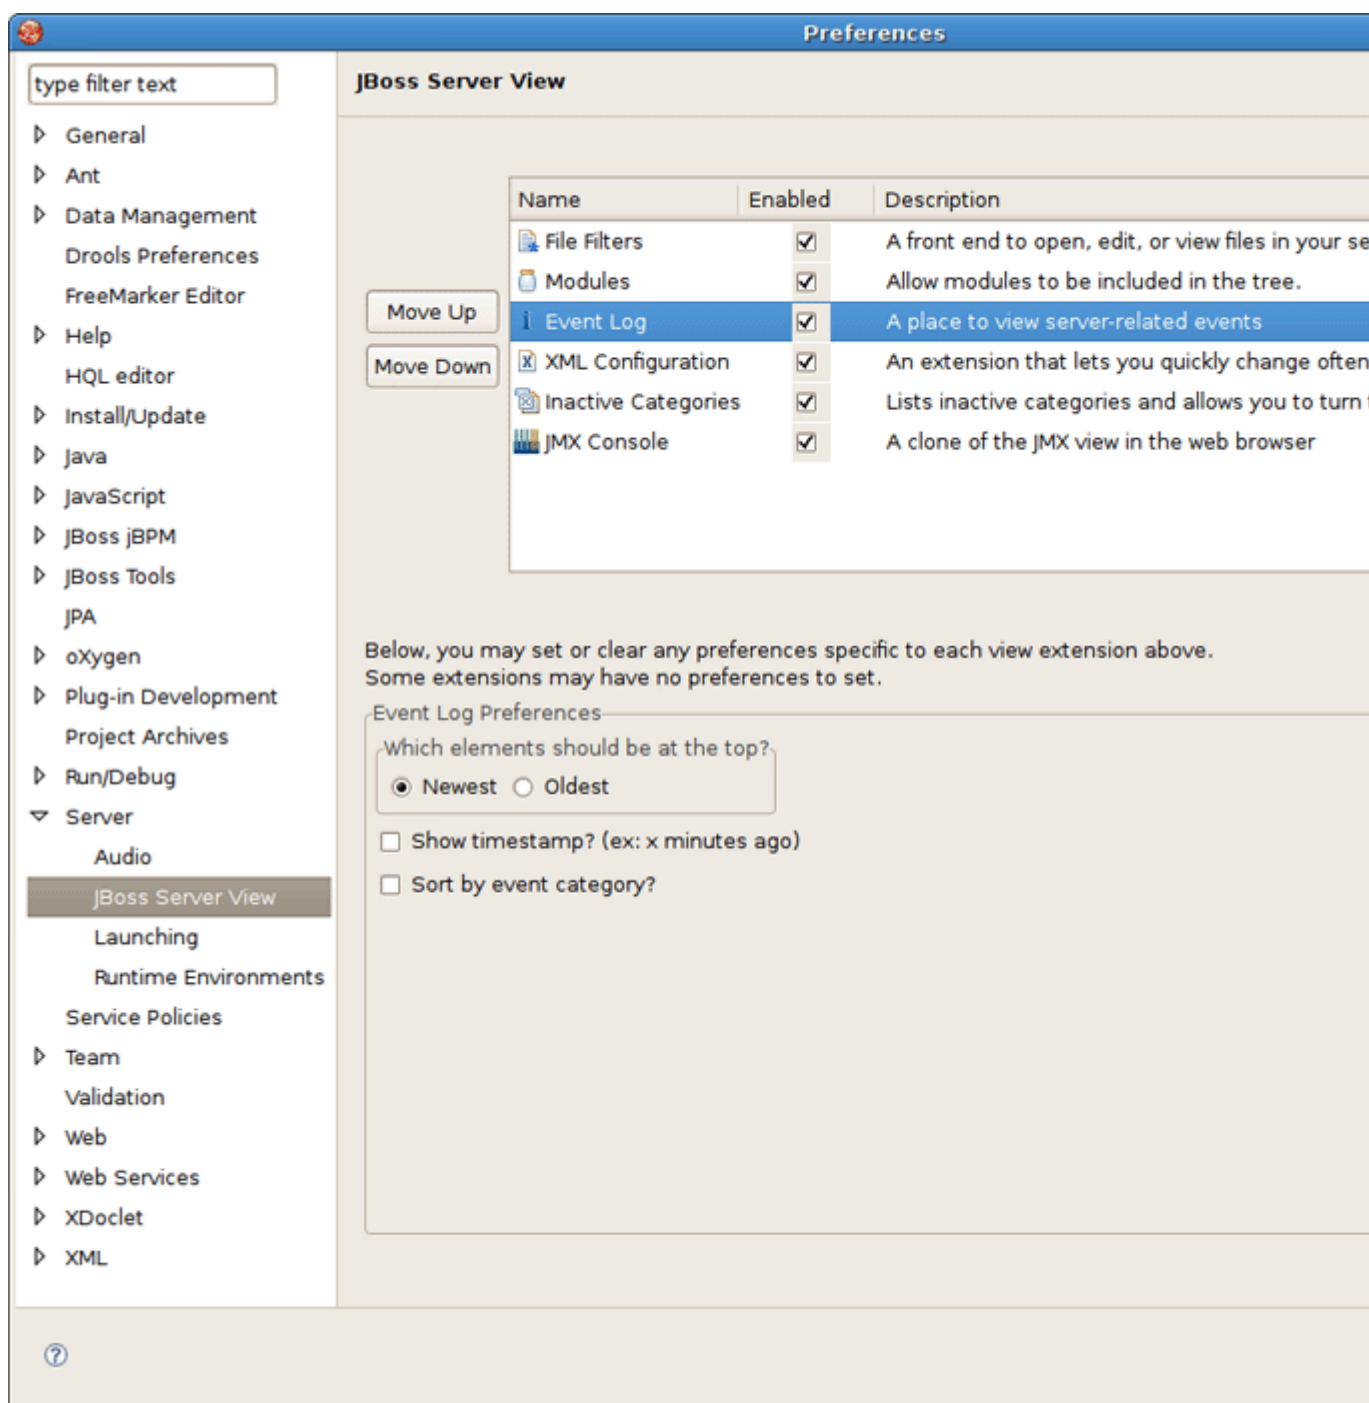 Preferences
type filter text
General
Ant
Data Management
Drools Preferences
FreeMarker Editor
Help
HQL editor
Install/Update
Java
JavaScript
JBoss jBPM
JBoss Tools
JPA
oXygen
Plug-in Development
Project Archives
Run/Debug
Server
Audio
JBoss Server View
Launching
Runtime Environments
Service Policies
Team
Validation
Web
Web Services
XDoclet
XML
JBoss Server View
Move Up
Move Down
Name Enabled Description
File Filters A front end to open, edit, or view files in your se
Modules Allow modules to be included in the tree.
Event Log A place to view server-related events
XML Configuration An extension that lets you quickly change often
Inactive Categories Lists inactive categories and allows you to turn
JMX Console A clone of the JMX view in the web browser
Below, you may set or clear any preferences specific to each view extension above.
Some extensions may have no preferences to set.
Event Log Preferences
Which elements should be at the top?
Newest Oldest
Show timestamp? (ex: x minutes ago)
Sort by event category?